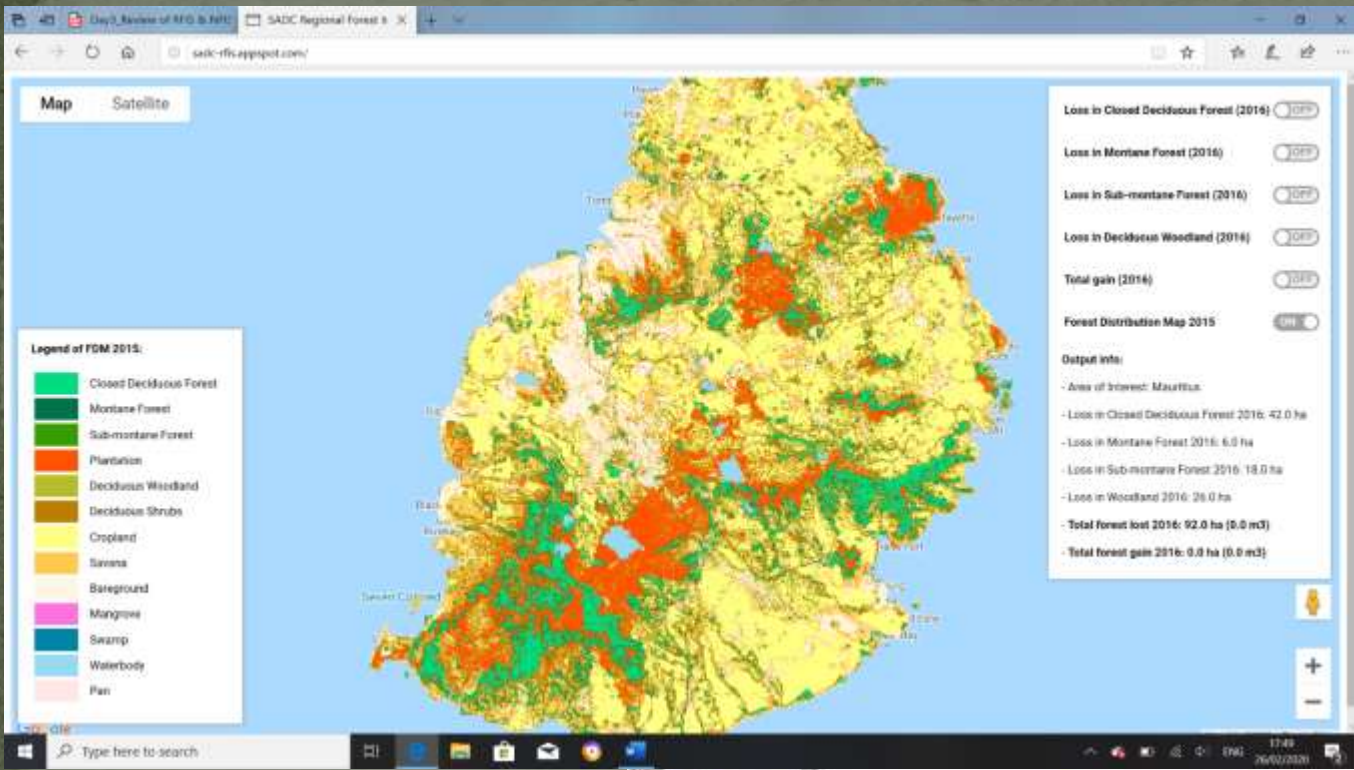 Day3_Review of RFG & NFG
SADC Regional Forest
sadc-rfis.appspot.com/
Map Satellite
Loss in Closed Deciduous Forest (2016) OFF
Loss in Montane Forest (2016) OFF
Loss in Sub-montane Forest (2016) OFF
Loss in Deciduous Woodland (2016) OFF
Total gain (2016) OFF
Forest Distribution Map 2015 ON
Output info:
- Area of Interest: Mauritius
- Loss in Closed Deciduous Forest 2016: 42.0 ha
- Loss in Montane Forest 2016: 6.0 ha
- Loss in Sub-montane Forest 2016: 18.0 ha
- Loss in Woodland 2016: 26.0 ha
- Total forest lost 2016: 92.0 ha (0.0 m3)
- Total forest gain 2016: 0.0 ha (0.0 m3)
Legend of FDM 2015:
Closed Deciduous Forest
Montane Forest
Sub-montane Forest
Plantation
Deciduous Woodland
Deciduous Shrubs
Cropland
Savana
Bareground
Mangrove
Swamp
Waterbody
Pan
Type here to search
ENG
17:49
26/02/2020